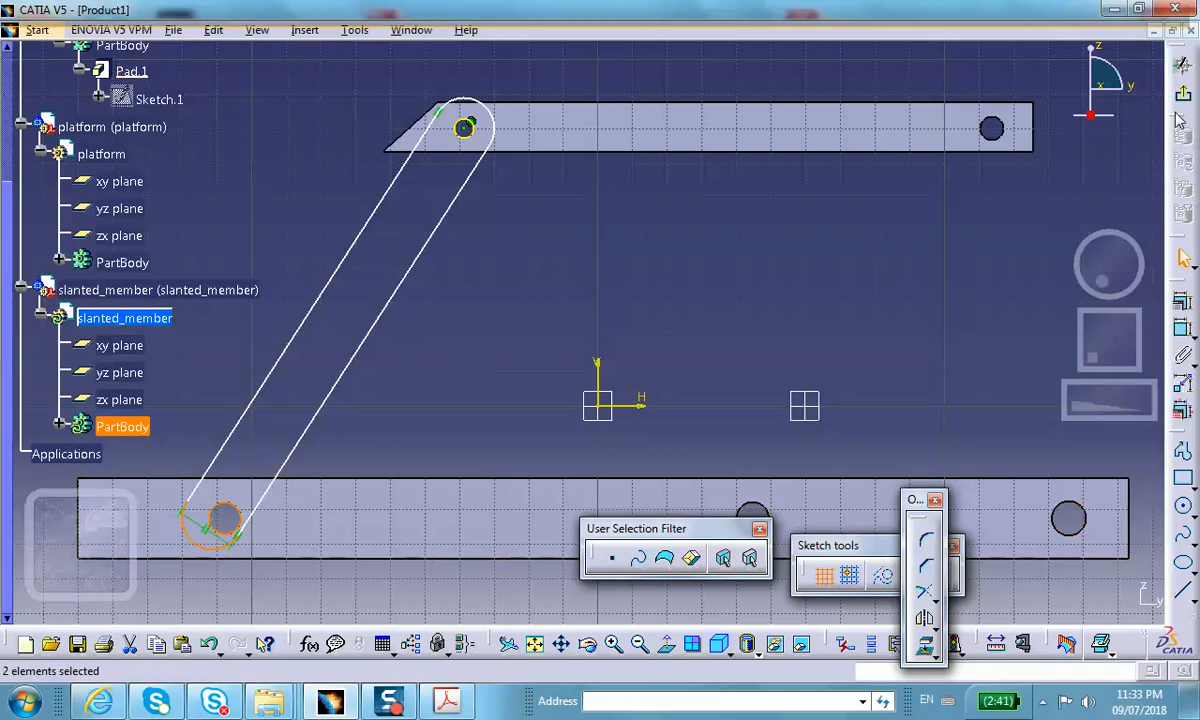 CATIA V5 - [Product1]
Start ENOVIA V5 VPM File Edit View Insert Tools Window Help
PartBody
Pad.1
Sketch.1
platform (platform)
platform
xy plane
yz plane
zx plane
PartBody
slanted_member (slanted_member)
slanted_member
xy plane
yz plane
zx plane
PartBody
Applications
z
x
y
V
H
User Selection Filter
Sketch tools
O...
z
y
f(x)
CATIA
2 elements selected
Address
EN
(2:41)
11:33 PM
09/07/2018